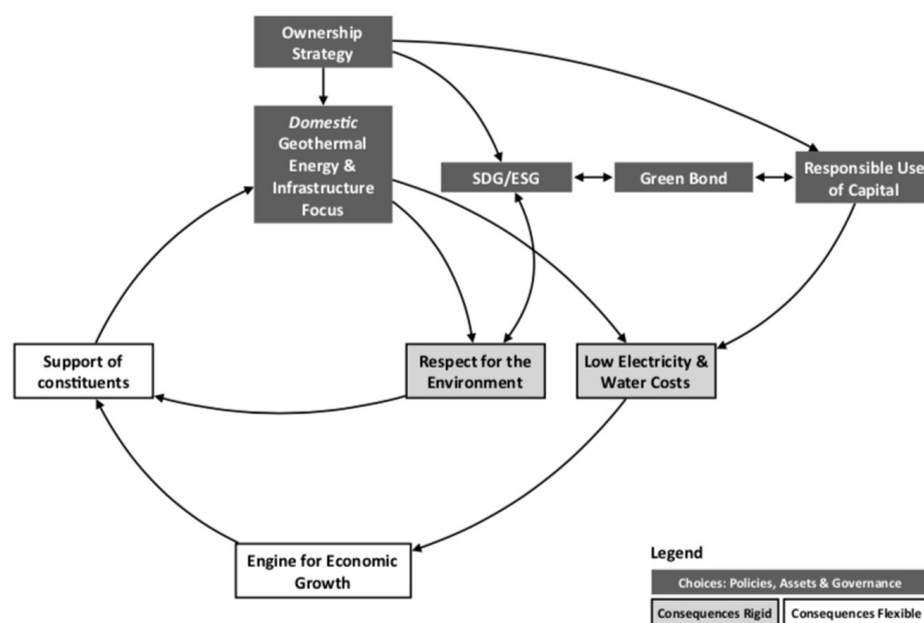 Ownership
Strategy
Domestic
Geothermal
Energy &
Infrastructure
Focus
SDG/ESG
Green Bond
Responsible Use
of Capital
Support of
constituents
Respect for the
Environment
Low Electricity &
Water Costs
Engine for Economic
Growth
Legend
Choices: Policies, Assets & Governance
Consequences Rigid
Consequences Flexible